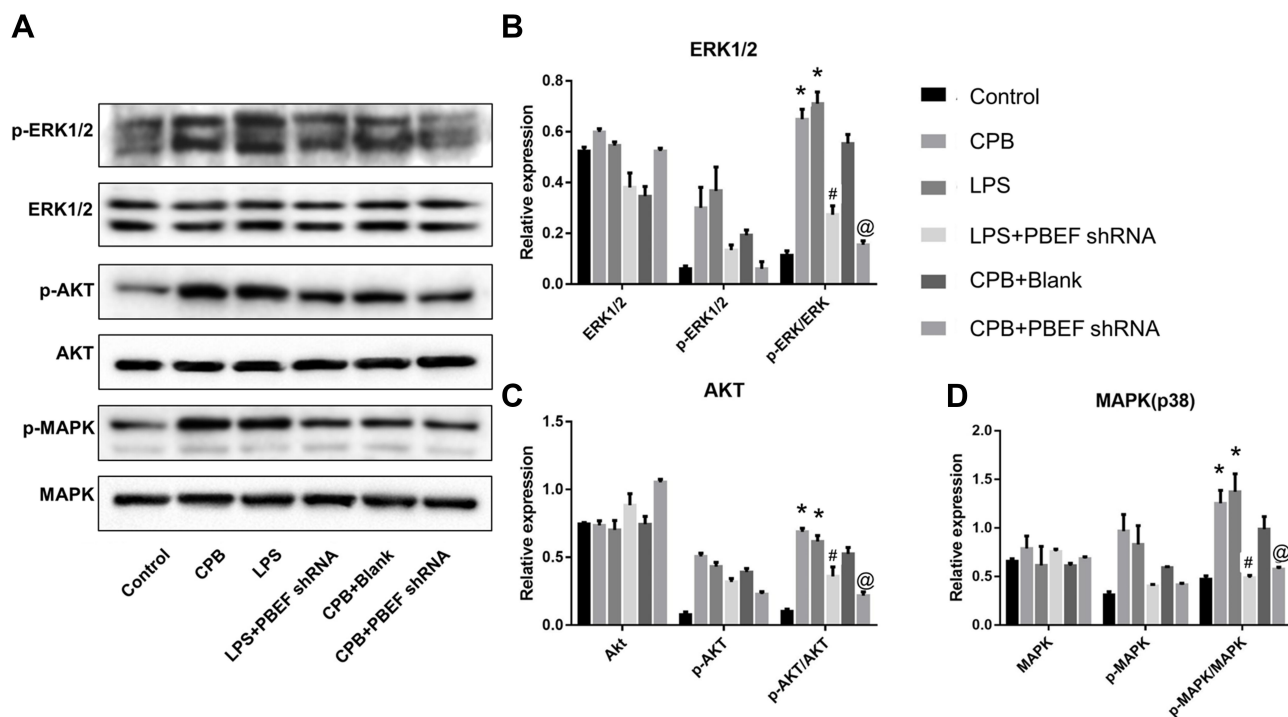 A
p-ERK1/2
ERK1/2
p-AKT
AKT
p-MAPK
MAPK
Control
CPB
LPS
LPS+PBEF shRNA
CPB+Blank
CPB+PBEF shRNA
B
ERK1/2
Relative expression
0.8
0.6
0.4
0.2
0.0
* *
#
@
ERK1/2
p-ERK1/2
p-ERK/ERK
Control
CPB
LPS
LPS+PBEF shRNA
CPB+Blank
CPB+PBEF shRNA
C
AKT
Relative expression
1.5
1.0
0.5
0.0
* *
#
@
Akt
p-AKT
p-AKT/AKT
D
MAPK(p38)
Relative expression
2.0
1.5
1.0
0.5
0.0
* *
#
@
MAPK
p-MAPK
p-MAPK/MAPK